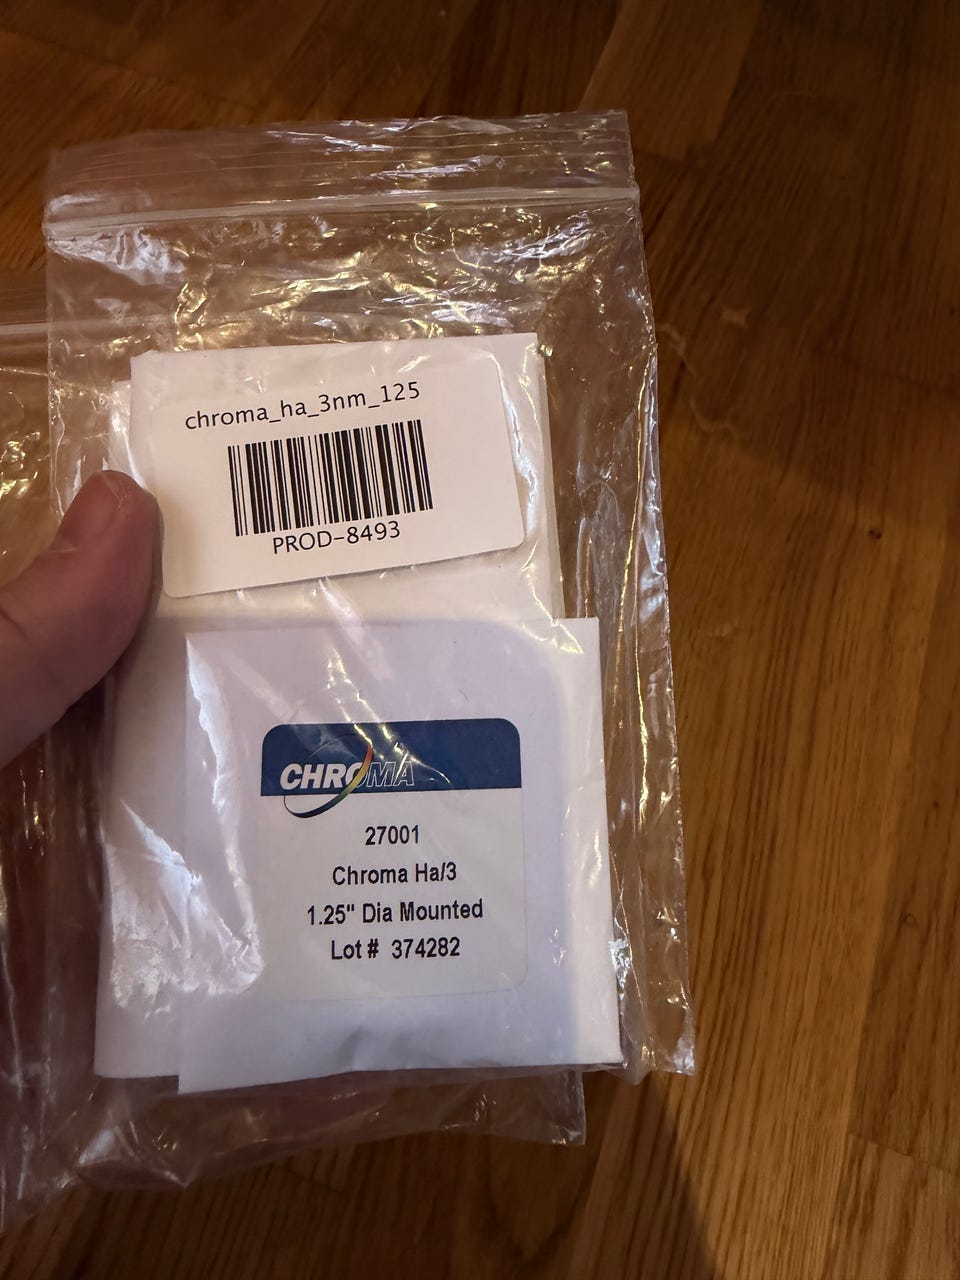 chroma_ha_3nm_125
PROD-8493
CHROMA
27001
Chroma Ha/3
1.25" Dia Mounted
Lot # 374282